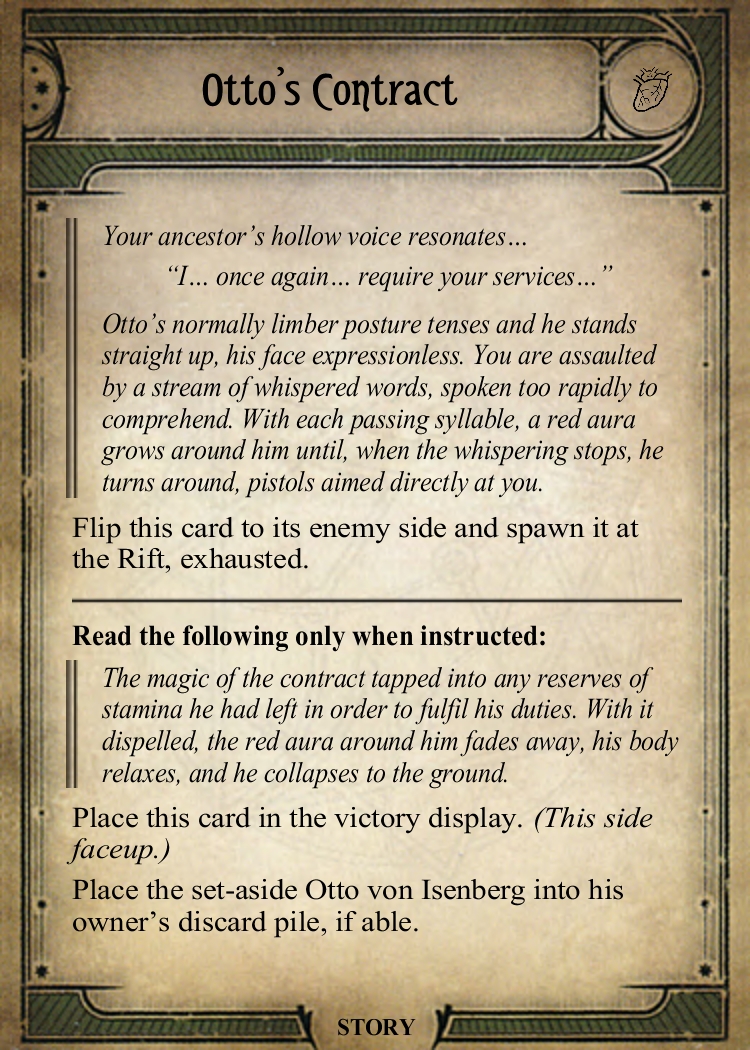 Otto's Contract
Your ancestor's hollow voice resonates…
“I… once again… require your services…”
Otto's normally limber posture tenses and he stands
straight up, his face expressionless. You are assaulted
by a stream of whispered words, spoken too rapidly to
comprehend. With each passing syllable, a red aura
grows around him until, when the whispering stops, he
turns around, pistols aimed directly at you.
Flip this card to its enemy side and spawn it at
the Rift, exhausted.
Read the following only when instructed:
The magic of the contract tapped into any reserves of
stamina he had left in order to fulfil his duties. With it
dispelled, the red aura around him fades away, his body
relaxes, and he collapses to the ground.
Place this card in the victory display. (This side
faceup.)
Place the set-aside Otto von Isenberg into his
owner's discard pile, if able.
STORY